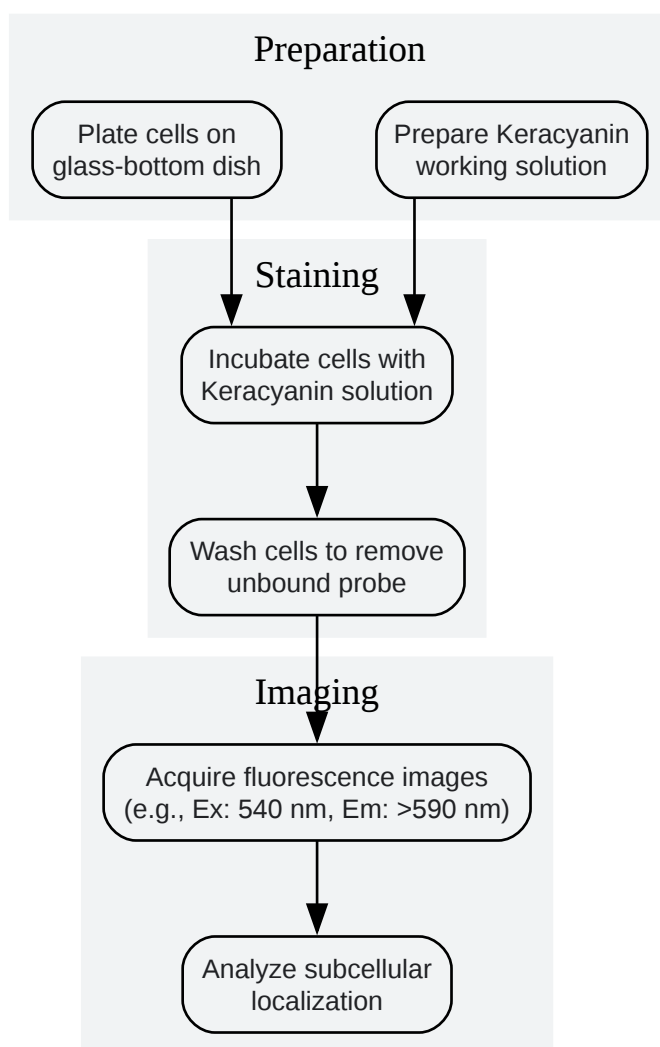 Preparation
Plate cells on
glass-bottom dish
Prepare Keracyanin
working solution
Staining
Incubate cells with
Keracyanin solution
Wash cells to remove
unbound probe
Imaging
Acquire fluorescence images
(e.g., Ex: 540 nm, Em: >590 nm)
Analyze subcellular
localization